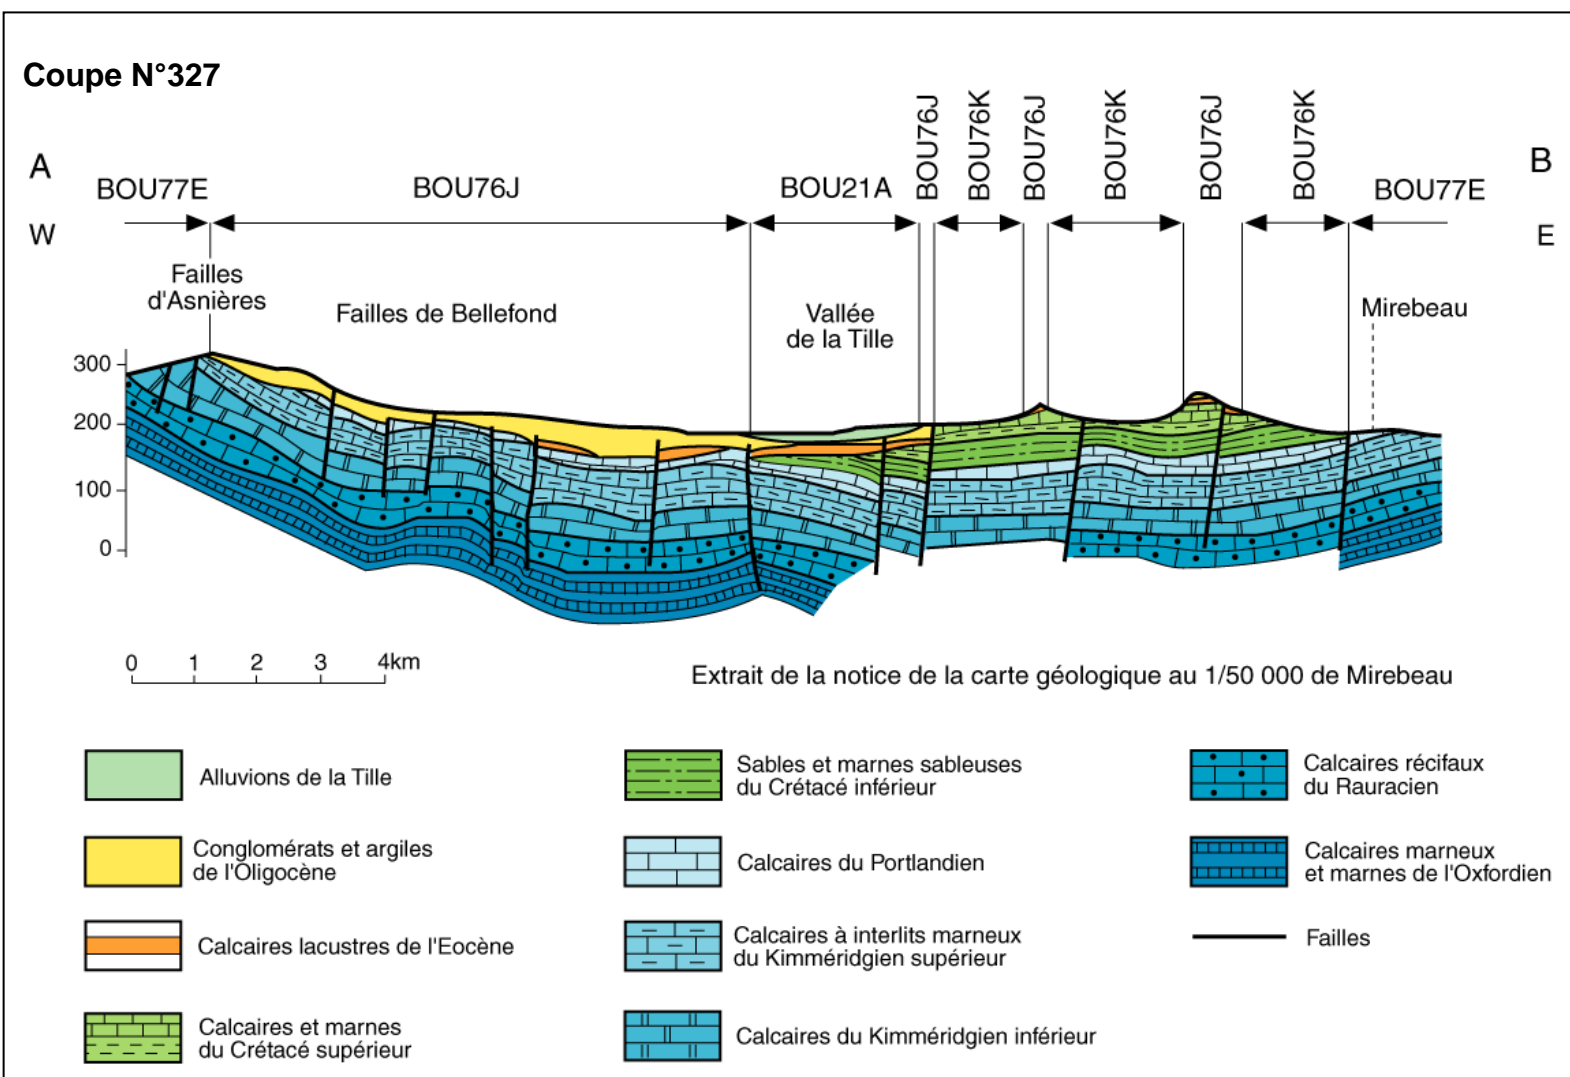 Coupe N°327
A
B
BOU77E
BOU76J
BOU21A
BOU76J
BOU76K
BOU76J
BOU76K
BOU76J
BOU76K
BOU77E
W
E
Failles
d'Asnières
Failles de Bellefond
Vallée
de la Tille
Mirebeau
300
200
100
0
0 1 2 3 4km
Extrait de la notice de la carte géologique au 1/50 000 de Mirebeau
Alluvions de la Tille
Conglomérats et argiles
de l'Oligocène
Calcaires lacustres de l'Eocène
Calcaires et marnes
du Crétacé supérieur
Sables et marnes sableuses
du Crétacé inférieur
Calcaires du Portlandien
Calcaires à interlits marneux
du Kimméridgien supérieur
Calcaires du Kimméridgien inférieur
Calcaires récifaux
du Rauracien
Calcaires marneux
et marnes de l'Oxfordien
Failles